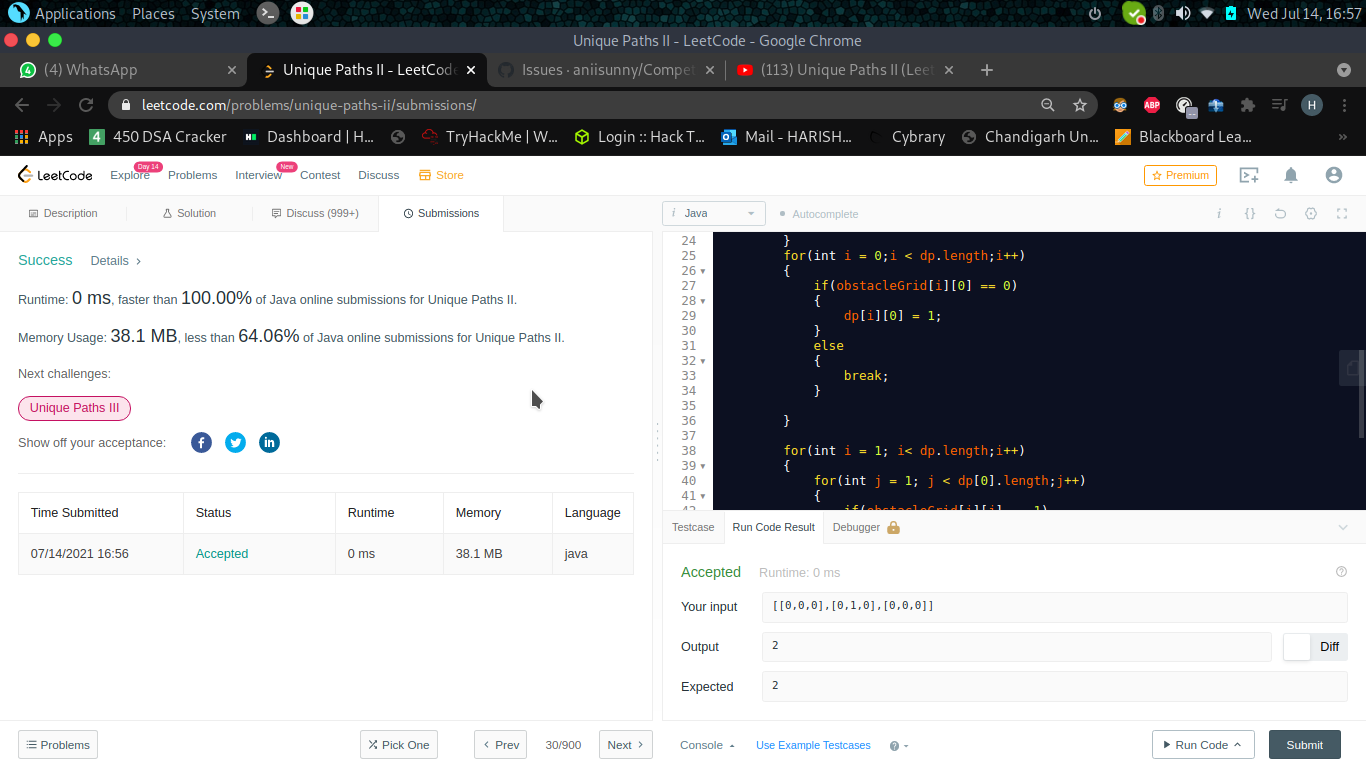 Applications Places System Wed Jul 14, 16:57
Unique Paths II - LeetCode - Google Chrome
(4) WhatsApp Unique Paths II - LeetCode Issues · aniisunny/Compet (113) Unique Paths II (Leet
leetcode.com/problems/unique-paths-ii/submissions/ ABP H
Apps 4 450 DSA Cracker Dashboard | H... TryHackMe | W... Login :: Hack T... Mail - HARISH... Cybrary Chandigarh Un... Blackboard Lea... »
LeetCode Explore Day 14 Problems Interview New Contest Discuss Store Premium
Description Solution Discuss (999+) Submissions
i Java Autocomplete i {}
Success Details >
Runtime: 0 ms, faster than 100.00% of Java online submissions for Unique Paths II.
Memory Usage: 38.1 MB, less than 64.06% of Java online submissions for Unique Paths II.
Next challenges:
Unique Paths III
Show off your acceptance:
Time Submitted Status Runtime Memory Language
07/14/2021 16:56 Accepted 0 ms 38.1 MB java
24 }
25 for(int i = 0;i < dp.length;i++)
26 {
27 if(obstacleGrid[i][0] == 0)
28 {
29 dp[i][0] = 1;
30 }
31 else
32 {
33 break;
34 }
35
36 }
37
38 for(int i = 1; i< dp.length;i++)
39 {
40 for(int j = 1; j < dp[0].length;j++)
41 {
Testcase Run Code Result Debugger
Accepted Runtime: 0 ms
Your input [[0,0,0],[0,1,0],[0,0,0]]
Output 2 Diff
Expected 2
Problems Pick One < Prev 30/900 Next > Console Use Example Testcases Run Code Submit